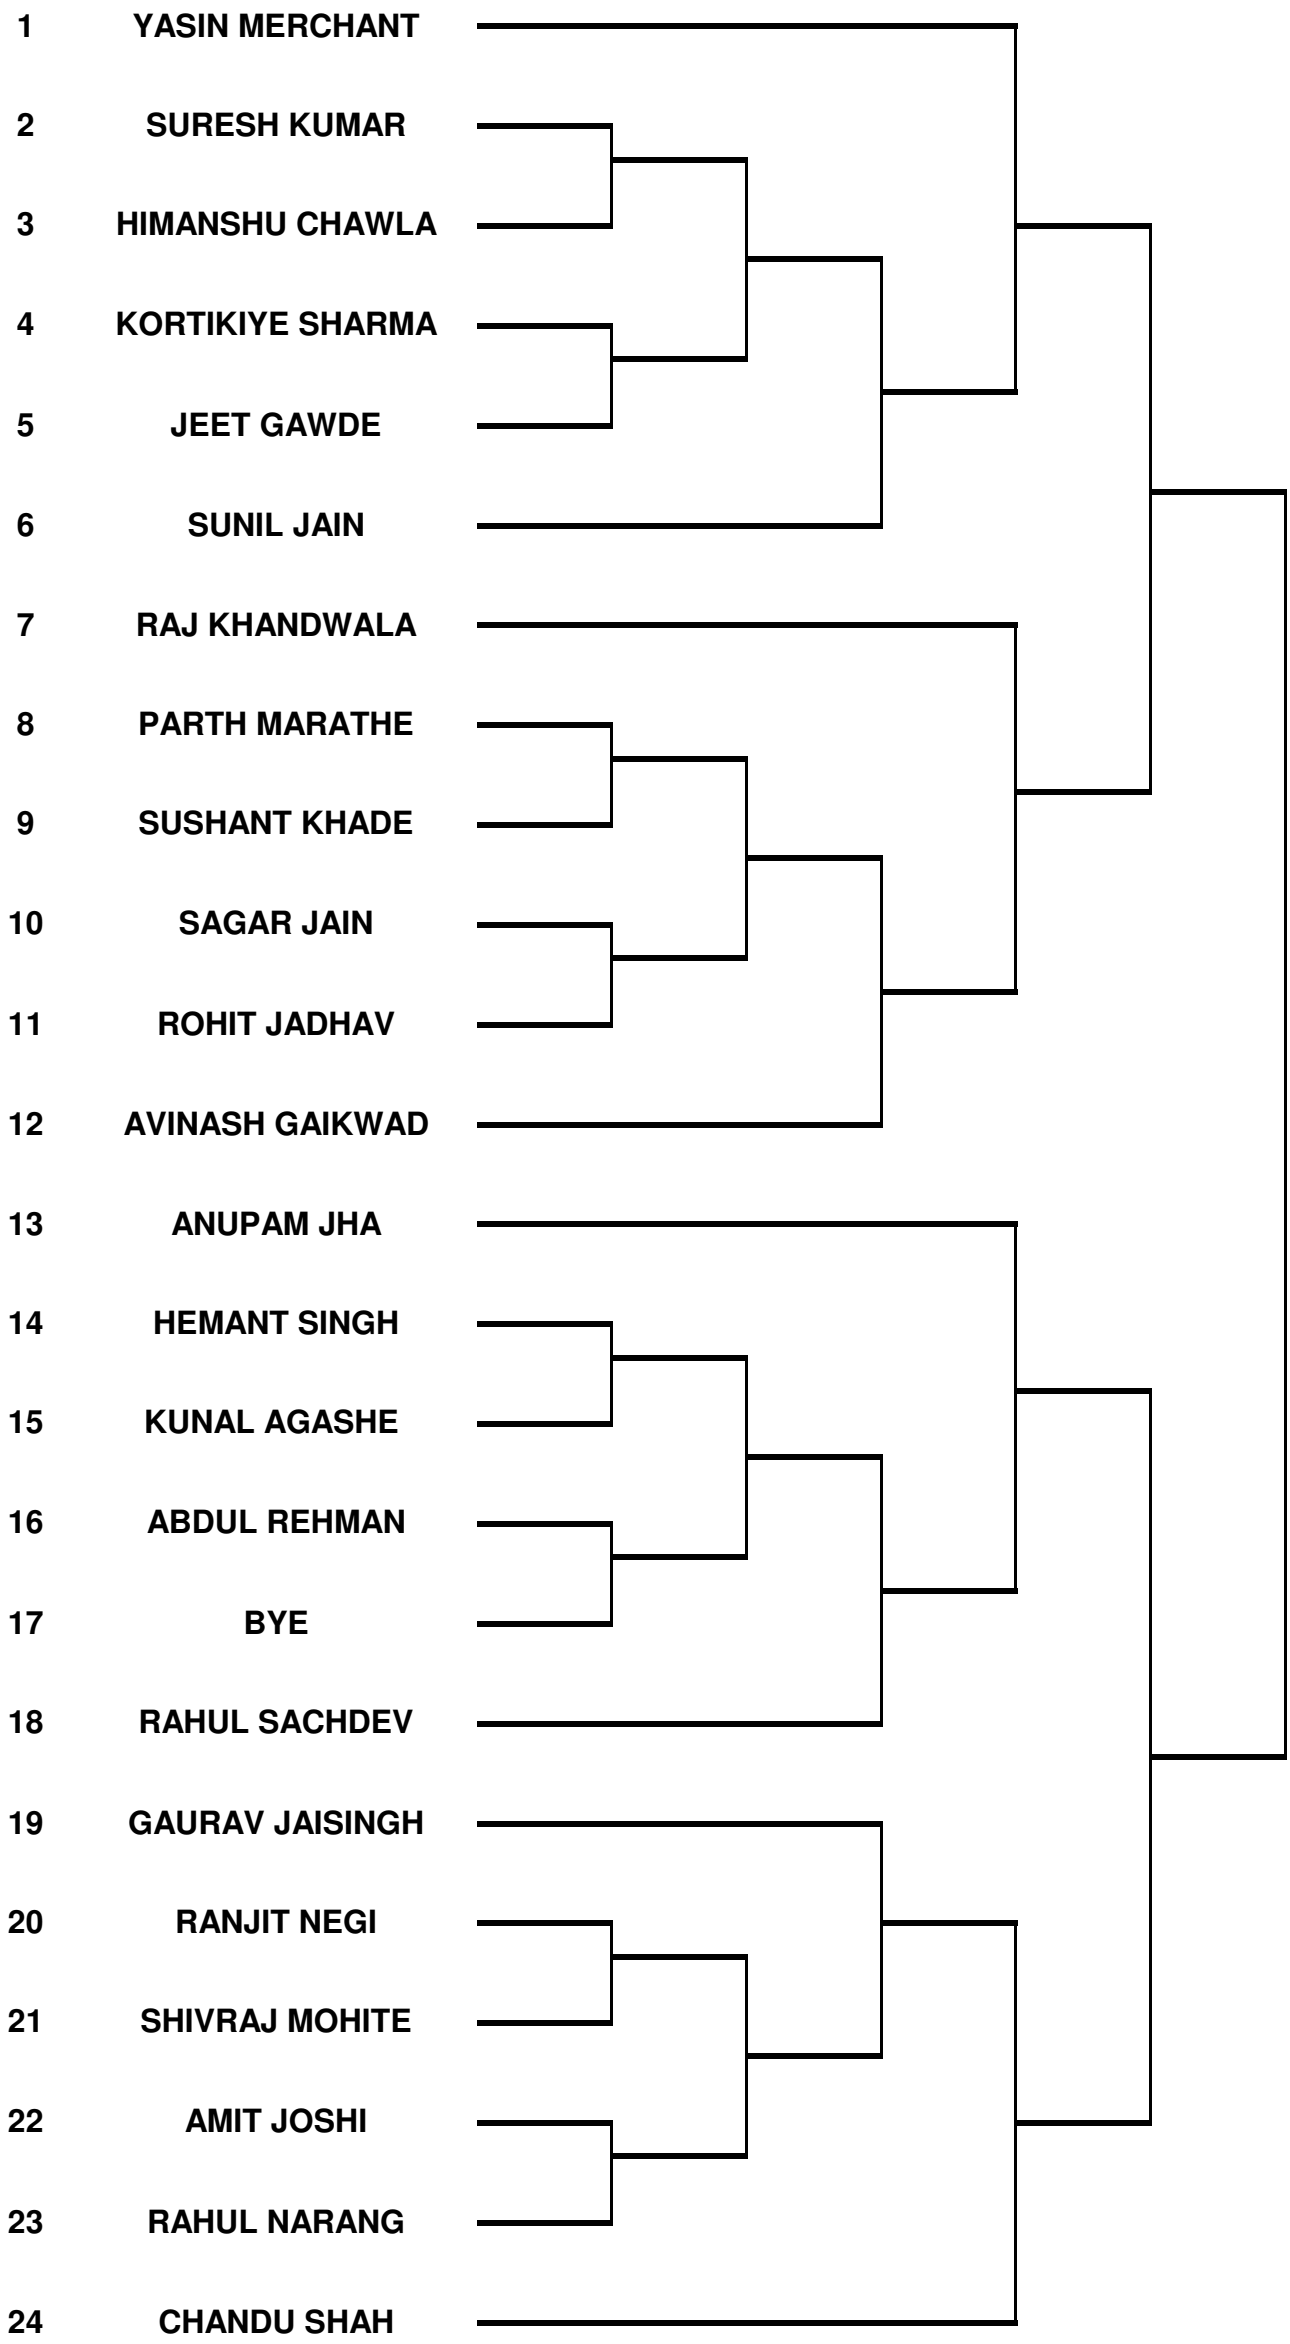 1 YASIN MERCHANT
2 SURESH KUMAR
3 HIMANSHU CHAWLA
4 KORTIKIYE SHARMA
5 JEET GAWDE
6 SUNIL JAIN
7 RAJ KHANDWALA
8 PARTH MARATHE
9 SUSHANT KHADE
10 SAGAR JAIN
11 ROHIT JADHAV
12 AVINASH GAIKWAD
13 ANUPAM JHA
14 HEMANT SINGH
15 KUNAL AGASHE
16 ABDUL REHMAN
17 BYE
18 RAHUL SACHDEV
19 GAURAV JAISINGH
20 RANJIT NEGI
21 SHIVRAJ MOHITE
22 AMIT JOSHI
23 RAHUL NARANG
24 CHANDU SHAH